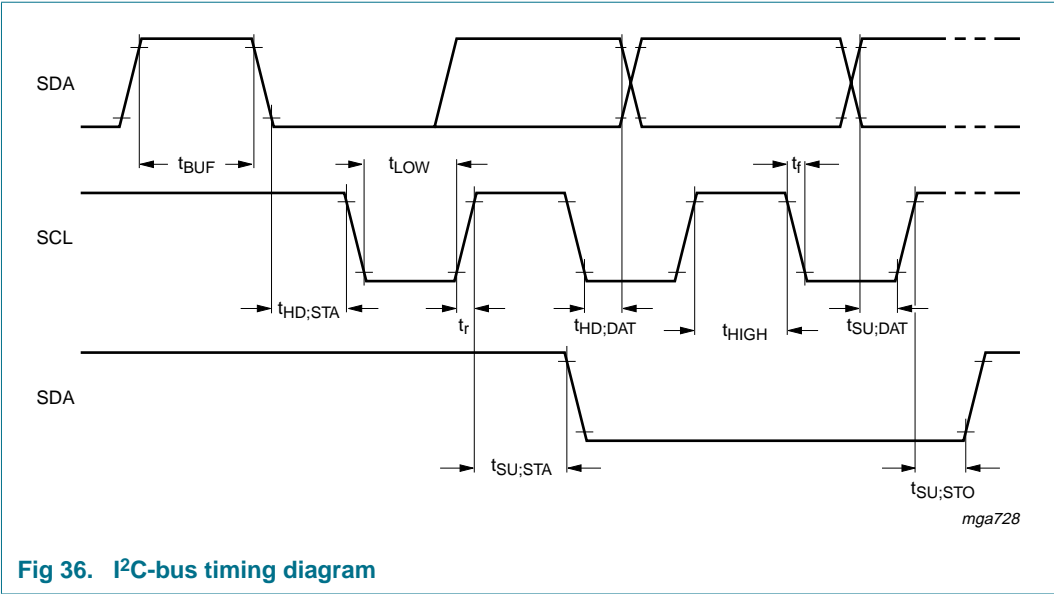 SDA
tBUF
tLOW
tf
SCL
tHD;STA
tr
tHD;DAT
tHIGH
tSU;DAT
SDA
tSU;STA
tSU;STO
mga728
Fig 36. I²C-bus timing diagram